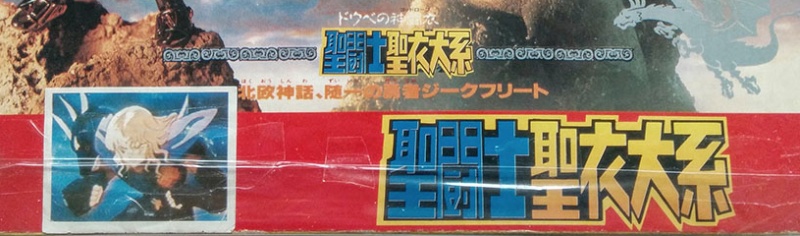 ドウベの神闘衣
聖闘士聖衣大系
北欧神話、随一の勇者ジークフリート
聖闘士聖衣大系